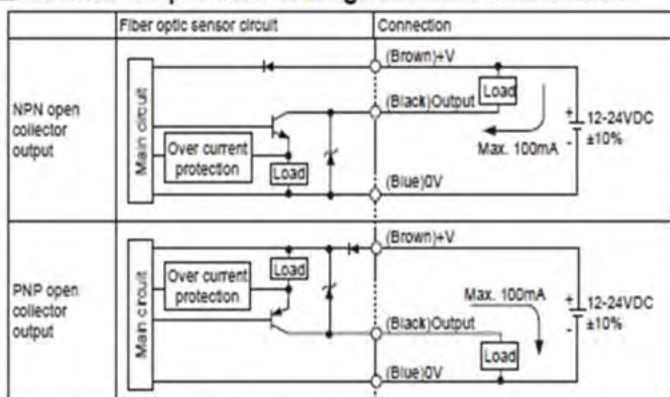 Fiber optic sensor circuit
Connection
NPN open
collector
output
Main circuit
Over current
protection
Load
(Brown)+V
(Black)Output
(Blue)0V
Load
Max. 100mA
+
-
12-24VDC
±10%
PNP open
collector
output
Main circuit
Over current
protection
Load
(Brown)+V
(Black)Output
(Blue)0V
Max. 100mA
Load
+
-
12-24VDC
±10%